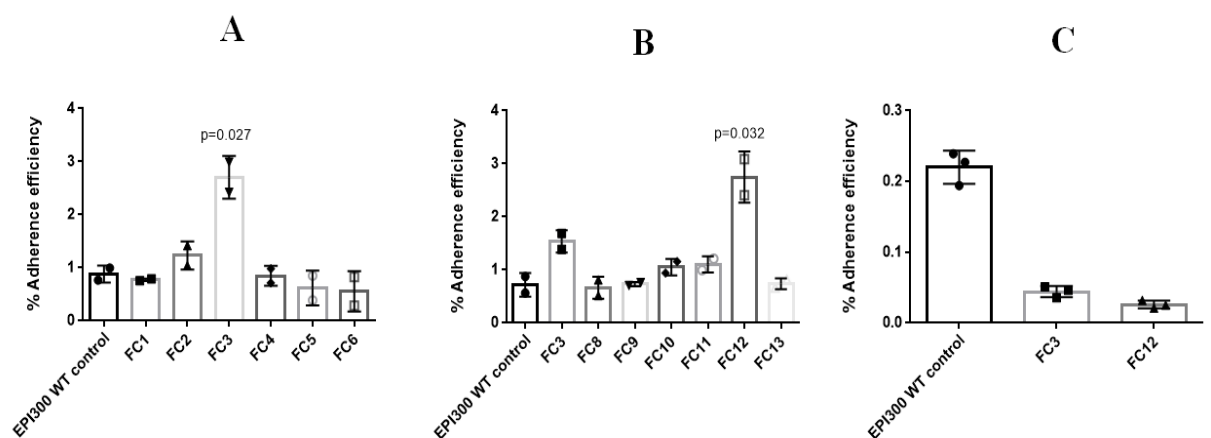 A
% Adherence efficiency
4
3
2
1
0
p=0.027
EPI300 WT control
FC1
FC2
FC3
FC4
FC5
FC6
B
% Adherence efficiency
4
3
2
1
0
p=0.032
EPI300 WT control
FC3
FC8
FC9
FC10
FC11
FC12
FC13
C
% Adherence efficiency
0.3
0.2
0.1
0.0
EPI300 WT control
FC3
FC12